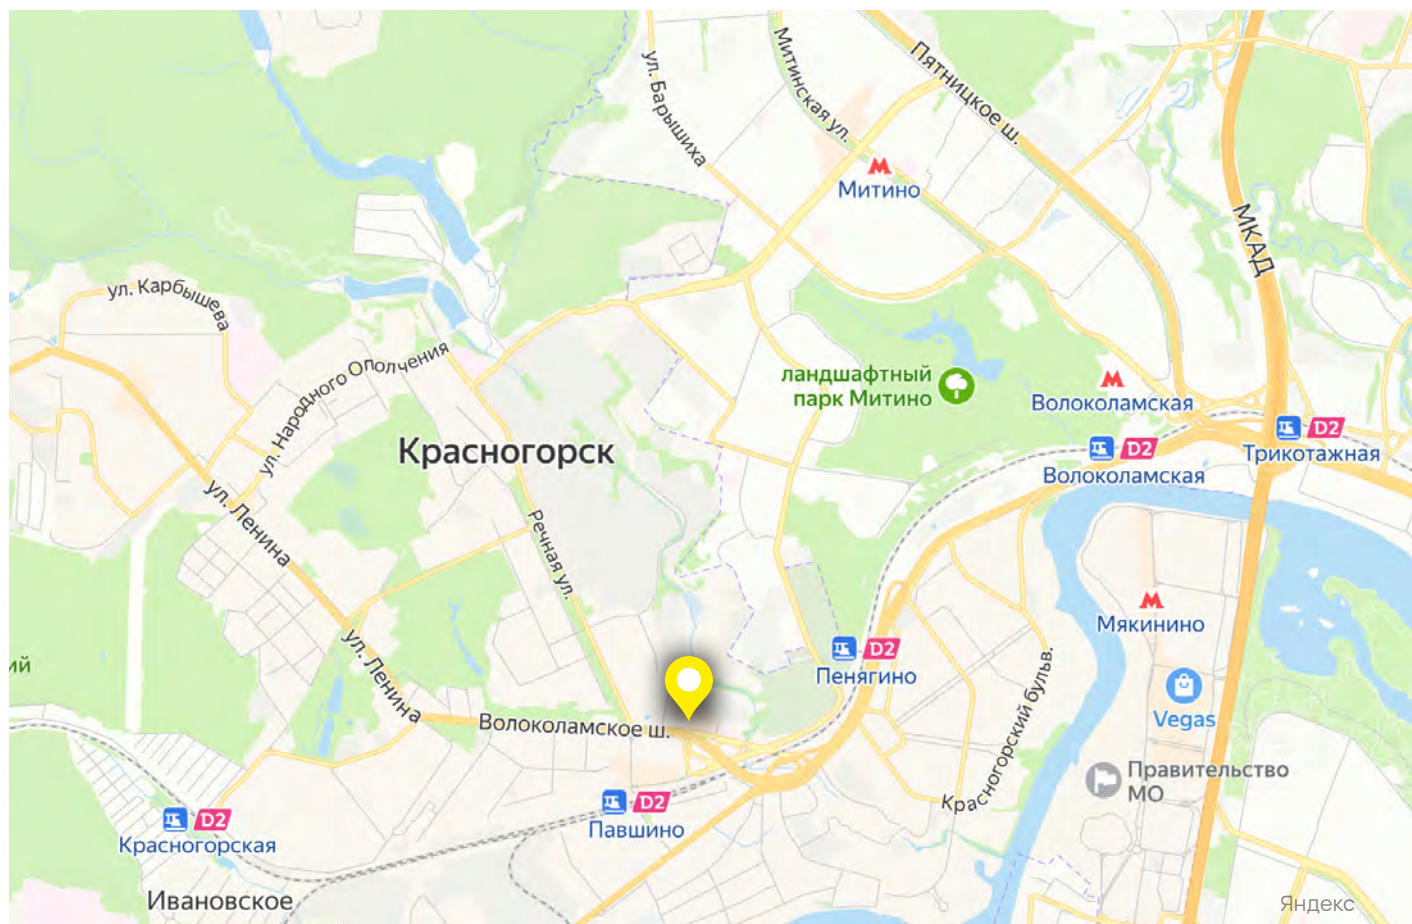 Пятницкое ш.
Митинская ул.
ул. Барышиха
Митино
МКАД
ул. Карбышева
ул. Народного Ополчения
ландшафтный
парк Митино
Волоколамская
D2
Трикотажная
D2
Волоколамская
Красногорск
ул. Ленина
Речная ул.
Мякинино
ул. Ленина
D2
Пенягино
ий
Красногорский бульв.
Vegas
Волоколамское ш.
Правительство
МО
D2
Павшино
D2
Красногорская
Ивановское
Яндекс